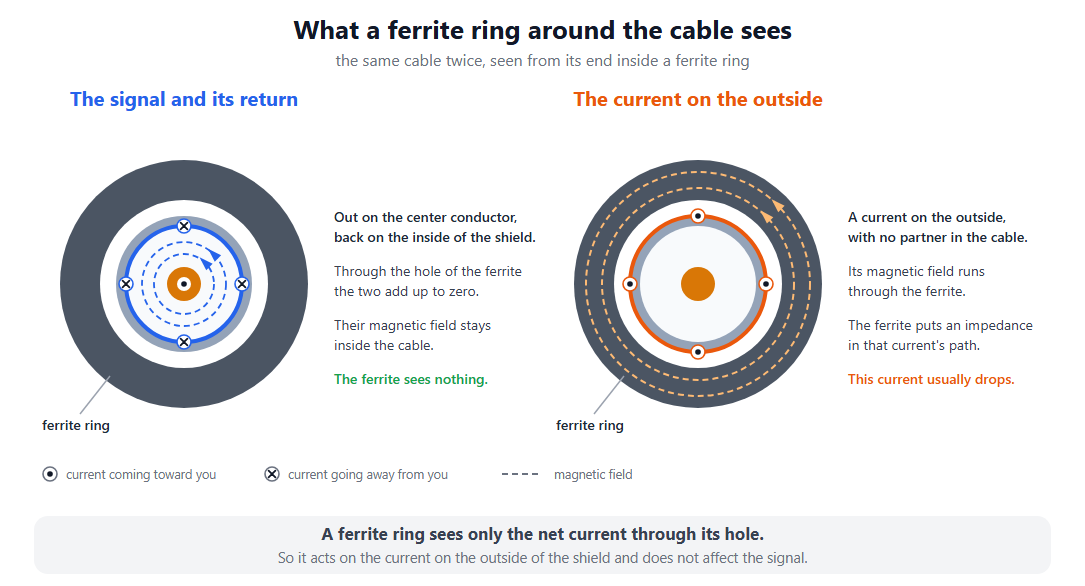 What a ferrite ring around the cable sees
the same cable twice, seen from its end inside a ferrite ring
The signal and its return
Out on the center conductor,
back on the inside of the shield.
Through the hole of the ferrite
the two add up to zero.
Their magnetic field stays
inside the cable.
The ferrite sees nothing.
ferrite ring
The current on the outside
A current on the outside,
with no partner in the cable.
Its magnetic field runs
through the ferrite.
The ferrite puts an impedance
in that current's path.
This current usually drops.
ferrite ring
current coming toward you
current going away from you
magnetic field
A ferrite ring sees only the net current through its hole.
So it acts on the current on the outside of the shield and does not affect the signal.